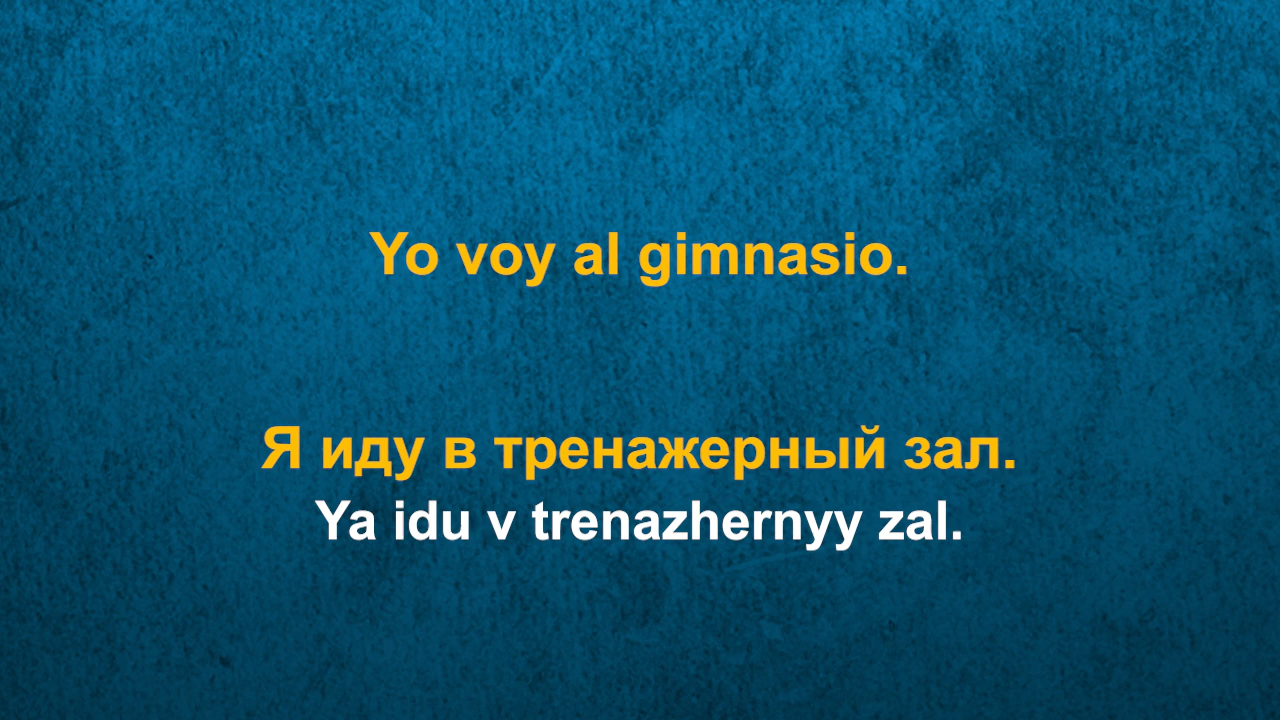 Yo voy al gimnasio.
Я иду в тренажерный зал.
Ya idu v trenazhernyy zal.